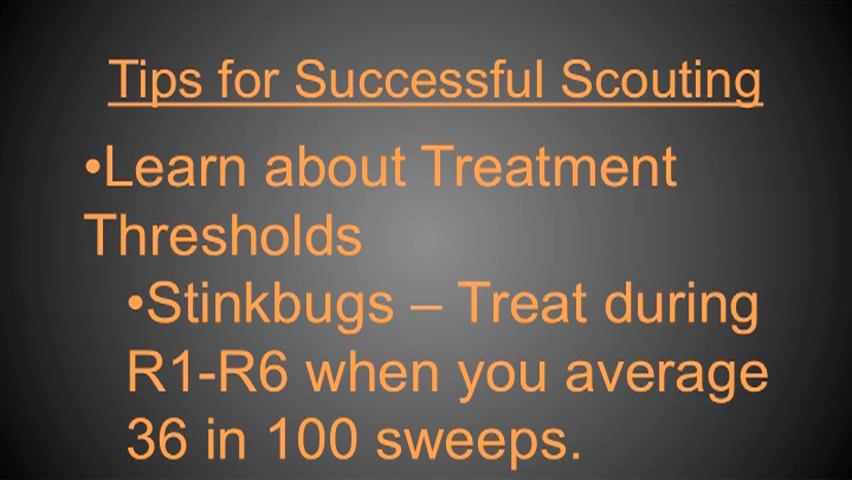 Tips for Successful Scouting
•Learn about Treatment
Thresholds
•Stinkbugs – Treat during
R1-R6 when you average
36 in 100 sweeps.